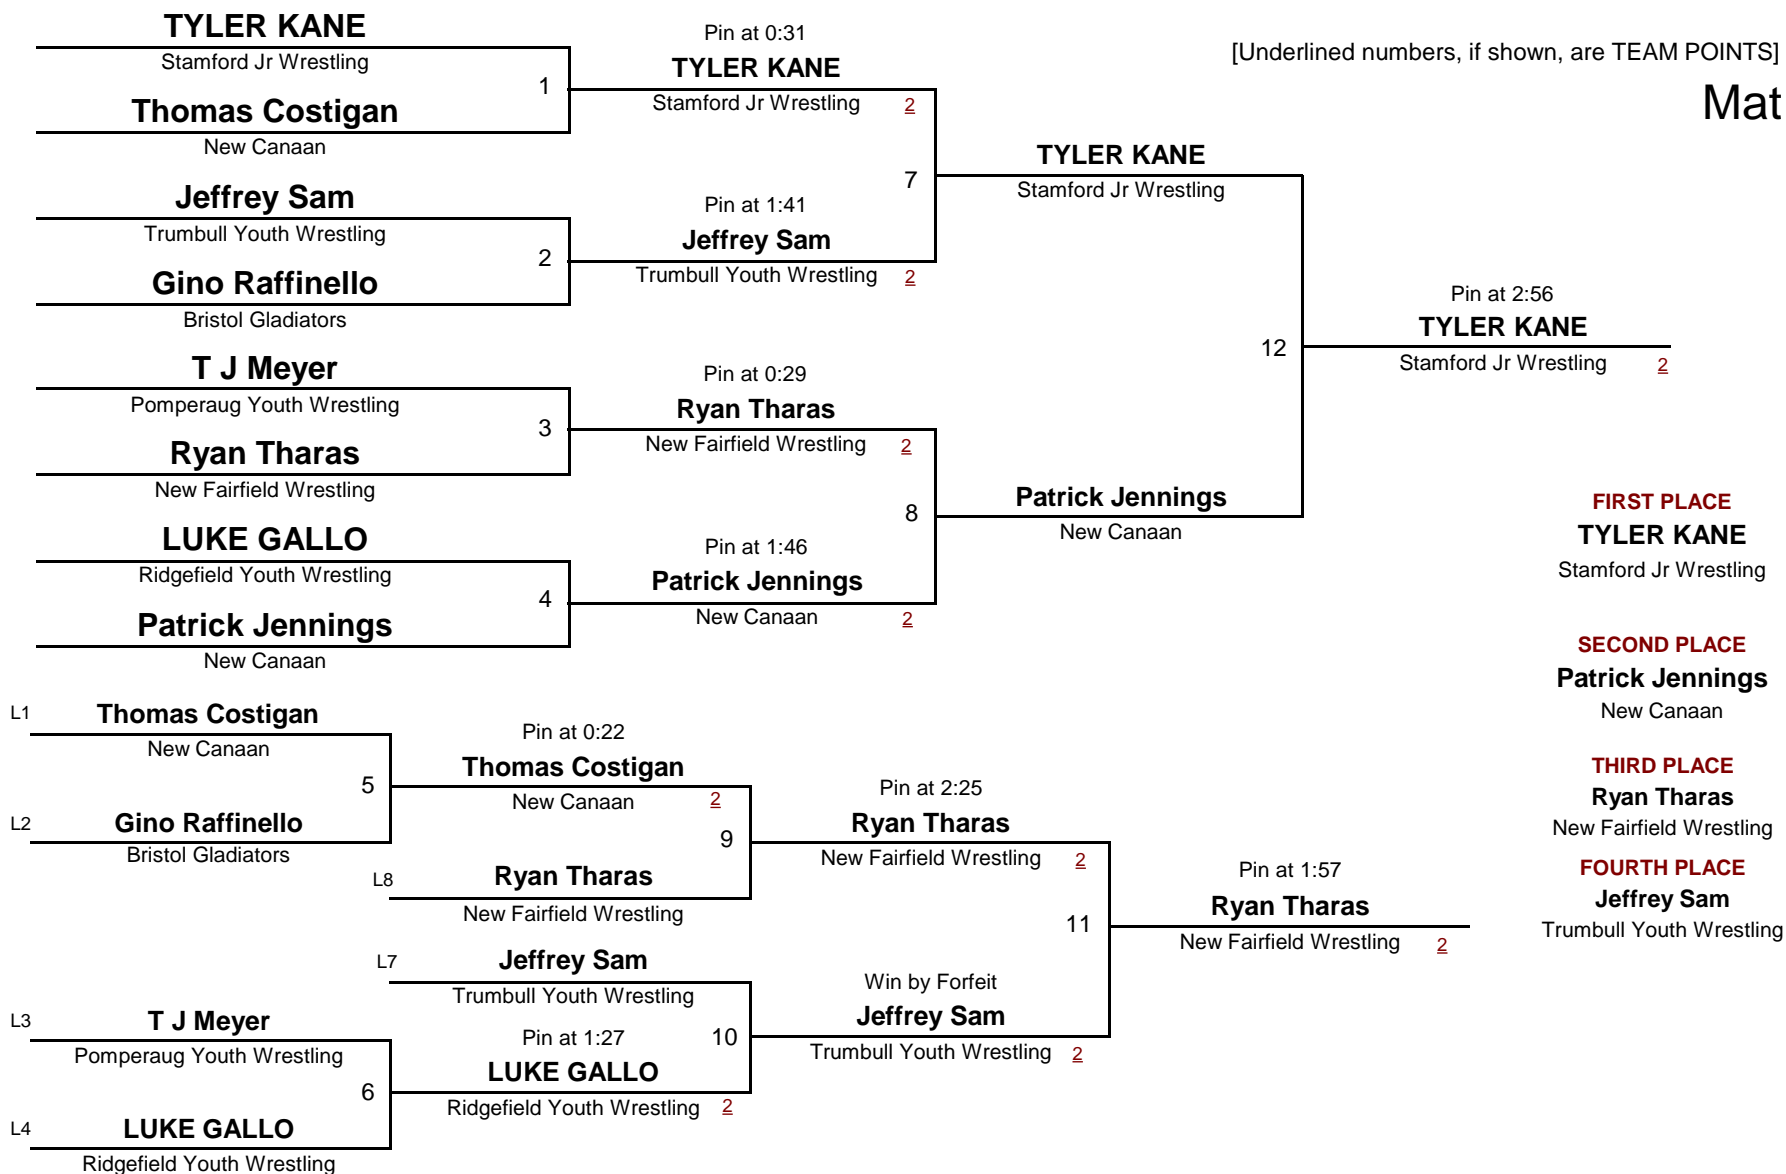 [Underlined numbers, if shown, are TEAM POINTS]
Mat
TYLER KANE
Stamford Jr Wrestling
1
Thomas Costigan
New Canaan
Jeffrey Sam
Trumbull Youth Wrestling
2
Gino Raffinello
Bristol Gladiators
T J Meyer
Pomperaug Youth Wrestling
3
Ryan Tharas
New Fairfield Wrestling
LUKE GALLO
Ridgefield Youth Wrestling
4
Patrick Jennings
New Canaan
Pin at 0:31
TYLER KANE
Stamford Jr Wrestling 2
7
Pin at 1:41
Jeffrey Sam
Trumbull Youth Wrestling 2
Pin at 0:29
Ryan Tharas
New Fairfield Wrestling 2
8
Pin at 1:46
Patrick Jennings
New Canaan 2
TYLER KANE
Stamford Jr Wrestling
12
Patrick Jennings
New Canaan
Pin at 2:56
TYLER KANE
Stamford Jr Wrestling 2
FIRST PLACE
TYLER KANE
Stamford Jr Wrestling
SECOND PLACE
Patrick Jennings
New Canaan
THIRD PLACE
Ryan Tharas
New Fairfield Wrestling
FOURTH PLACE
Jeffrey Sam
Trumbull Youth Wrestling
L1 Thomas Costigan
New Canaan
5
L2 Gino Raffinello
Bristol Gladiators
L3 T J Meyer
Pomperaug Youth Wrestling
6
L4 LUKE GALLO
Ridgefield Youth Wrestling
Pin at 0:22
Thomas Costigan
New Canaan 2
9
L8 Ryan Tharas
New Fairfield Wrestling
L7 Jeffrey Sam
Trumbull Youth Wrestling
10
Pin at 1:27
LUKE GALLO
Ridgefield Youth Wrestling 2
Pin at 2:25
Ryan Tharas
New Fairfield Wrestling 2
11
Win by Forfeit
Jeffrey Sam
Trumbull Youth Wrestling 2
Pin at 1:57
Ryan Tharas
New Fairfield Wrestling 2